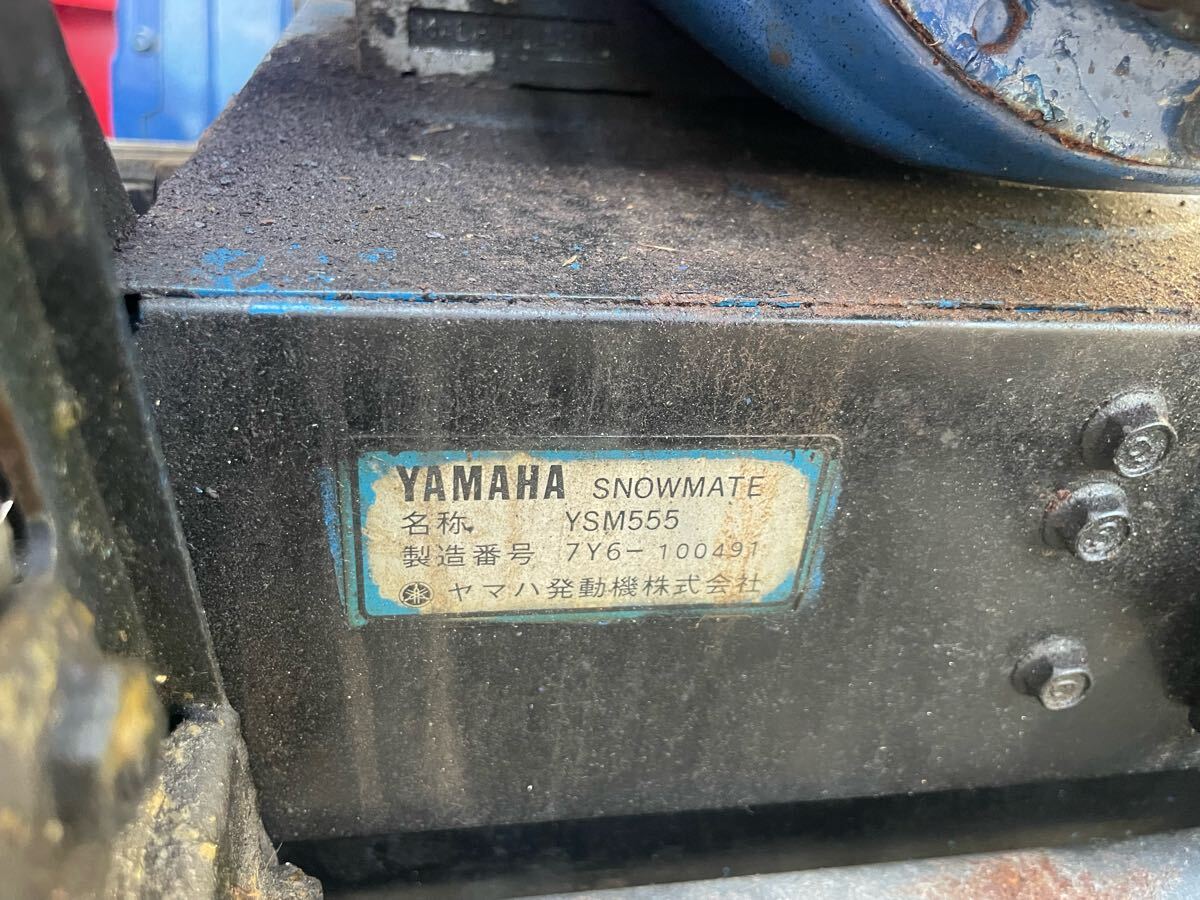 YAMAHA SNOWMATE
名称 YSM555
製造番号 7Y6-100491
ヤマハ発動機株式会社